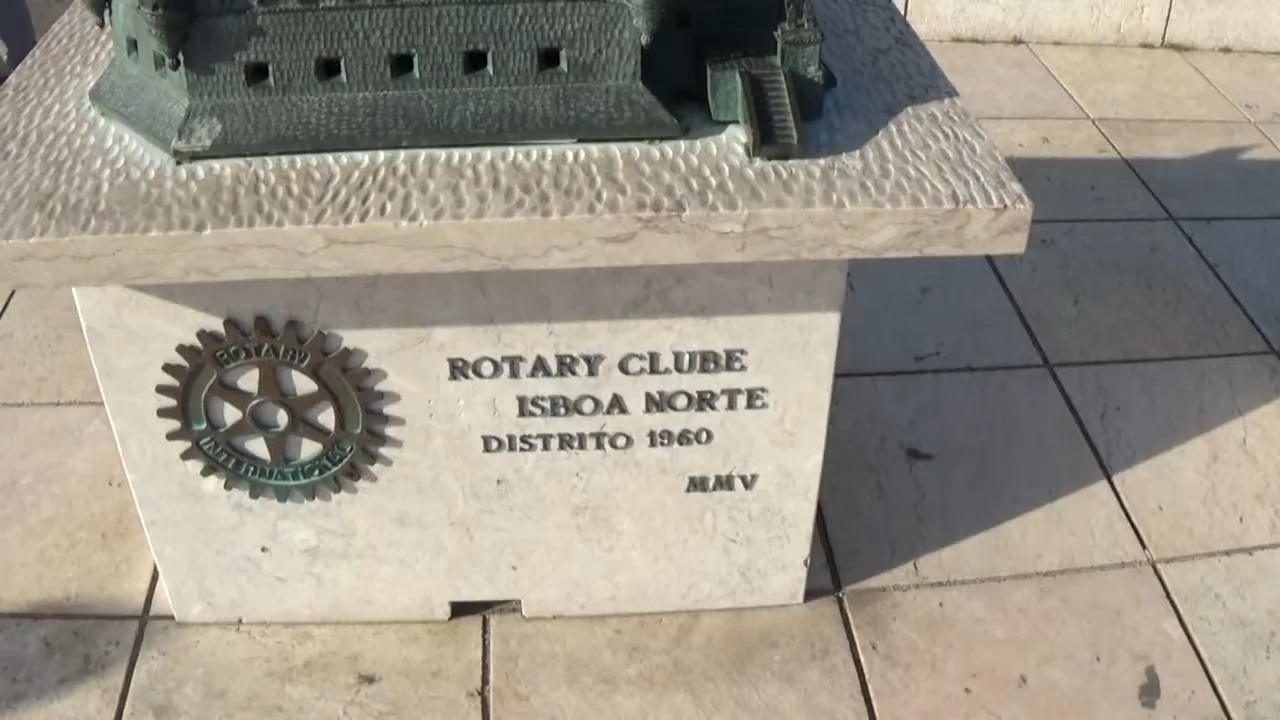 ROTARY
INTERNATIONAL
ROTARY CLUBE
ISBOA NORTE
DISTRITO 1960
MMV